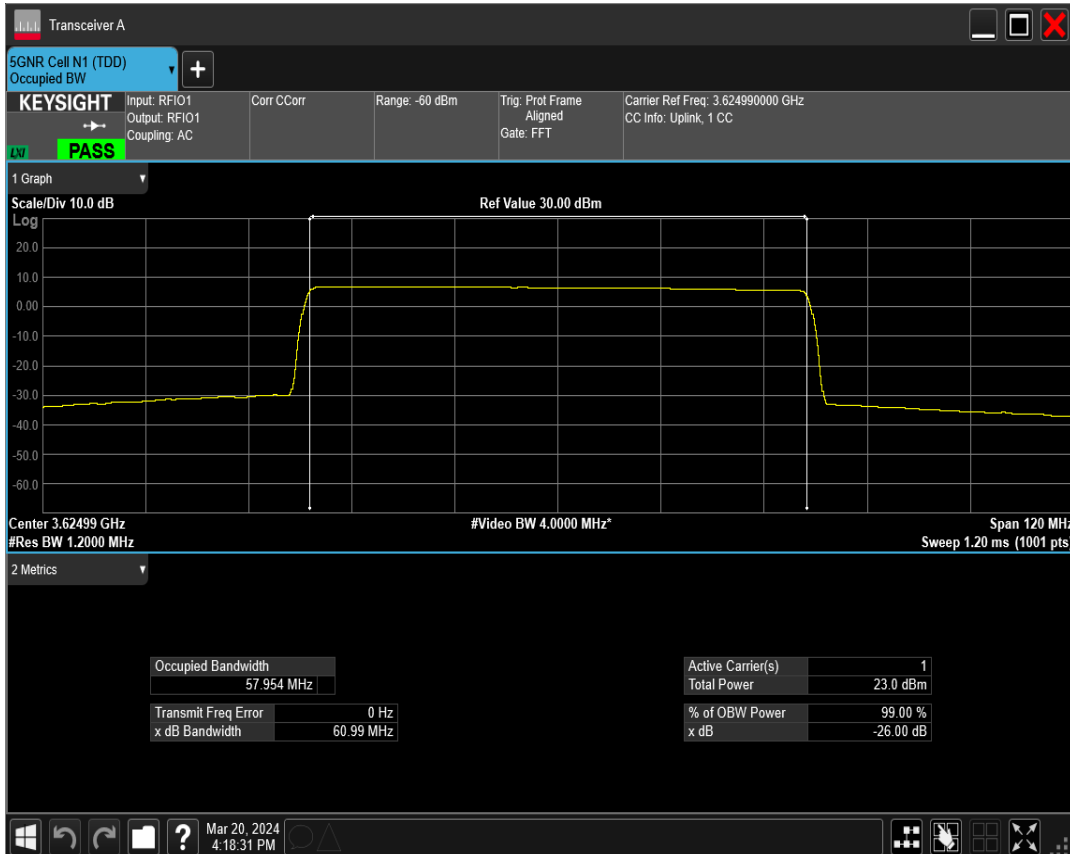 Transceiver A
5GNR Cell N1 (TDD)
Occupied BW
+
KEYSIGHT
LXI
PASS
Input: RFIO1
Output: RFIO1
Coupling: AC
Corr CCorr
Range: -60 dBm
Trig: Prot Frame
Aligned
Gate: FFT
Carrier Ref Freq: 3.624990000 GHz
CC Info: Uplink, 1 CC
1 Graph
Scale/Div 10.0 dB
Ref Value 30.00 dBm
Log
20.0
10.0
0.00
-10.0
-20.0
-30.0
-40.0
-50.0
-60.0
Center 3.62499 GHz
#Video BW 4.0000 MHz*
Span 120 MHz
#Res BW 1.2000 MHz
Sweep 1.20 ms (1001 pts)
2 Metrics
Occupied Bandwidth
57.954 MHz
Transmit Freq Error 0 Hz
x dB Bandwidth 60.99 MHz
Active Carrier(s) 1
Total Power 23.0 dBm
% of OBW Power 99.00 %
x dB -26.00 dB
?
Mar 20, 2024
4:18:31 PM